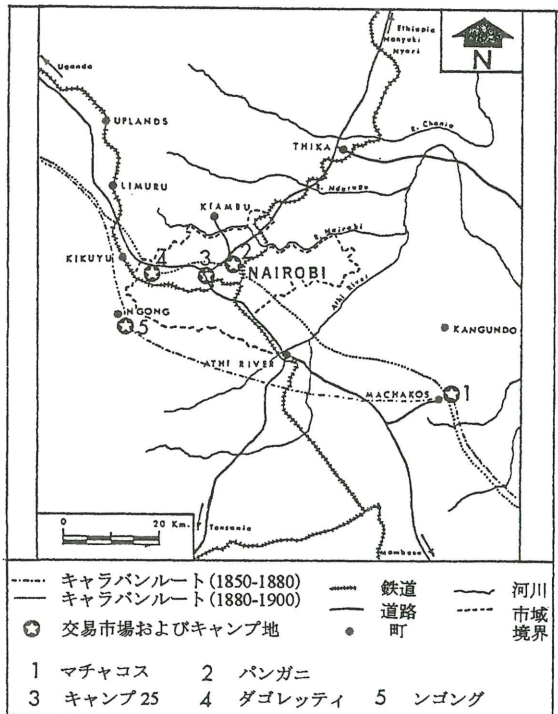 Ethiopia
Nanyuki
Nyeri
N
Uganda
UPLANDS
R. Chania
THIKA
LIMURU
R. Ndarugu
KIAMBU
R. Nairobi
4
3
2
KIKUYU
NAIROBI
Athi River
NGONG
5
KANGUNDO
ATHI RIVER
MACHAKOS
1
0 20 Km.
Tanzania
Mombasa
キャラバンルート(1850-1880)
キャラバンルート(1880-1900)
交易市場およびキャンプ地
鉄道
道路
町
河川
市域
境界
1 マチャコス 2 パンガニ
3 キャンプ25 4 ダゴレッティ 5 ンゴング